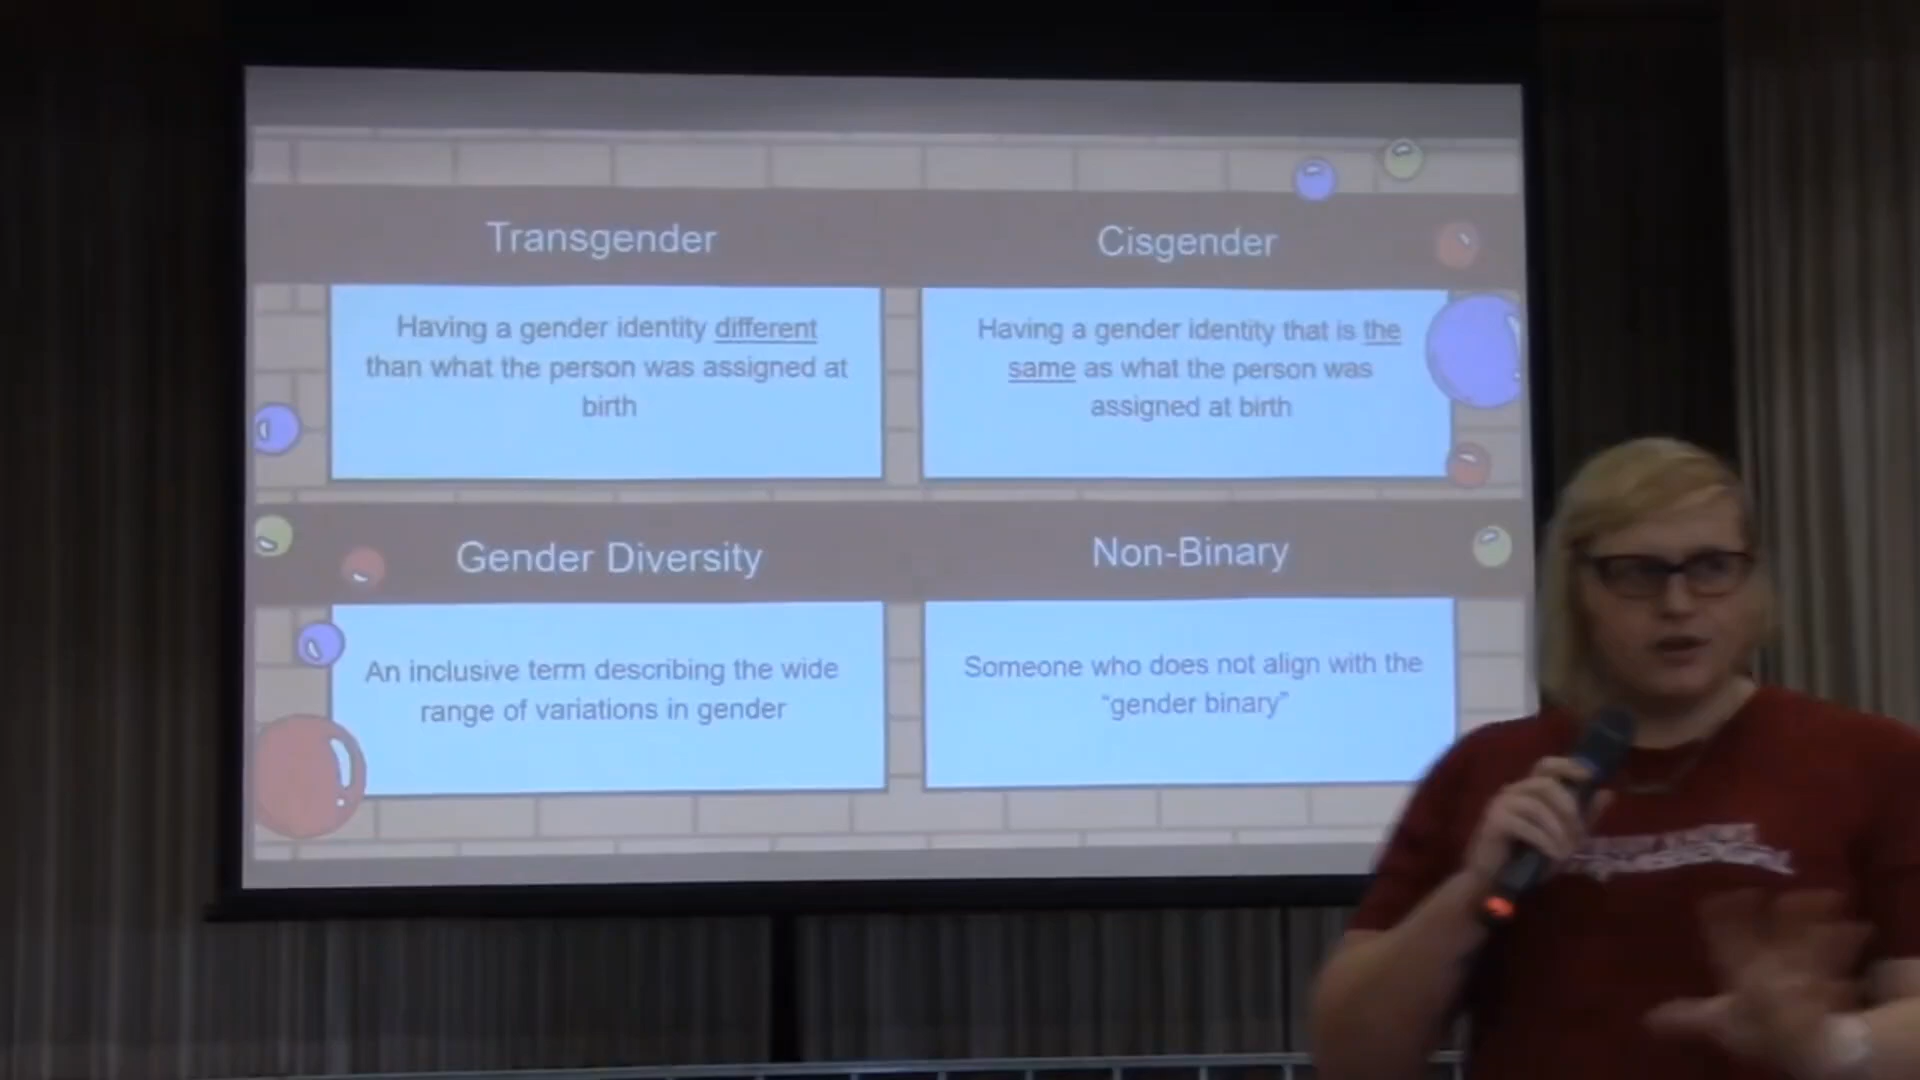 Transgender
Having a gender identity different
than what the person was assigned at
birth
Cisgender
Having a gender identity that is the
same as what the person was
assigned at birth
Gender Diversity
An inclusive term describing the wide
range of variations in gender
Non-Binary
Someone who does not align with the
“gender binary”